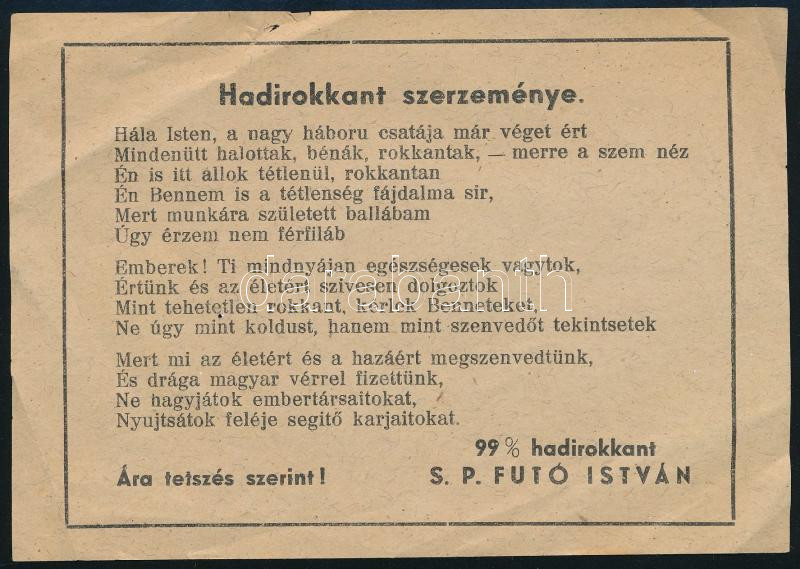 Hadirokkant szerzeménye.
Hála Isten, a nagy háboru csatája már véget ért
Mindenütt halottak, bénák, rokkantak, — merre a szem néz
Én is itt állok tétlenül, rokkantan
Én Bennem is a tétlenség fájdalma sir,
Mert munkára született ballábam
Úgy érzem nem férfiláb
Emberek! Ti mindnyájan egészségesek vagytok,
Értünk és az életért szivesen dolgoztok
Mint tehetetlen rokkant, kérlek Benneteket,
Ne úgy mint koldust, hanem mint szenvedőt tekintsetek
Mert mi az életért és a hazáért megszenvedtünk,
És drága magyar vérrel fizettünk,
Ne hagyjátok embertársaitokat,
Nyujtsátok feléje segitő karjaitokat.
99 % hadirokkant
Ára tetszés szerint!
S. P. FUTÓ ISTVÁN
darabanth